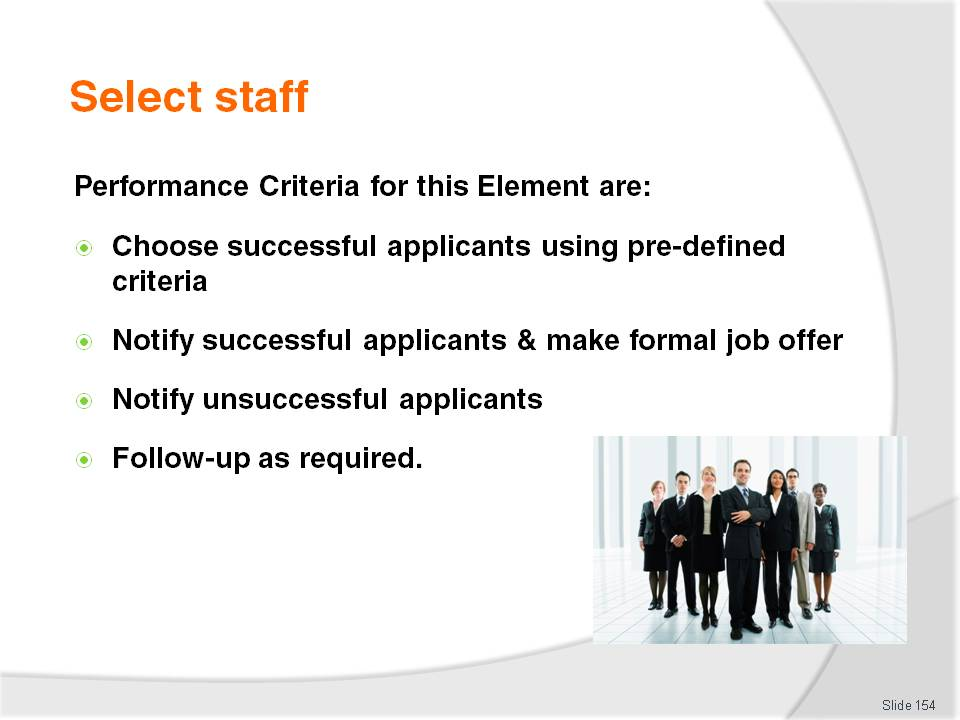 Select staff
Performance Criteria for this Element are:
Choose successful applicants using pre-defined
criteria
Notify successful applicants & make formal job offer
Notify unsuccessful applicants
Follow-up as required.
Slide 154